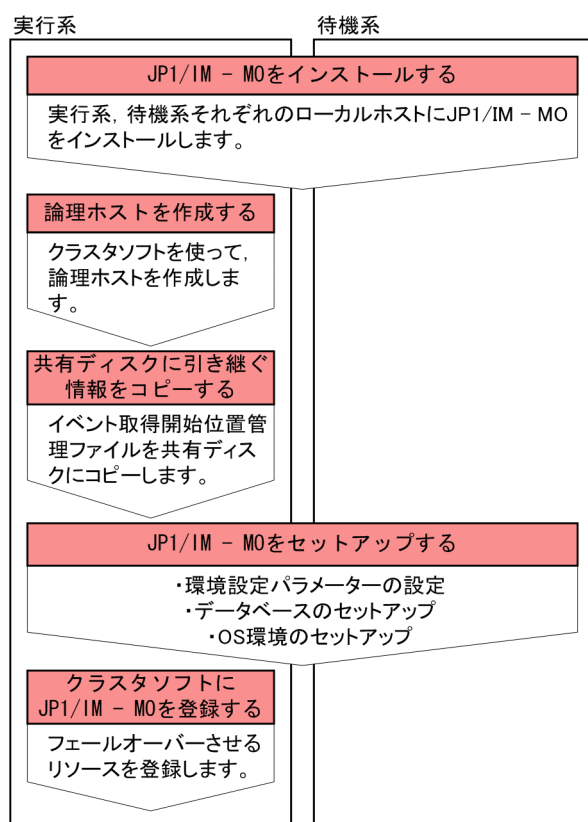 実行系
待機系
JP1/IM - MOをインストールする
実行系，待機系それぞれのローカルホストにJP1/IM - MO
をインストールします。
論理ホストを作成する
クラスタソフトを使って，
論理ホストを作成しま
す。
共有ディスクに引き継ぐ
情報をコピーする
イベント取得開始位置管
理ファイルを共有ディス
クにコピーします。
JP1/IM - MOをセットアップする
・環境設定パラメーターの設定
・データベースのセットアップ
・OS環境のセットアップ
クラスタソフトに
JP1/IM - MOを登録する
フェールオーバーさせる
リソースを登録します。